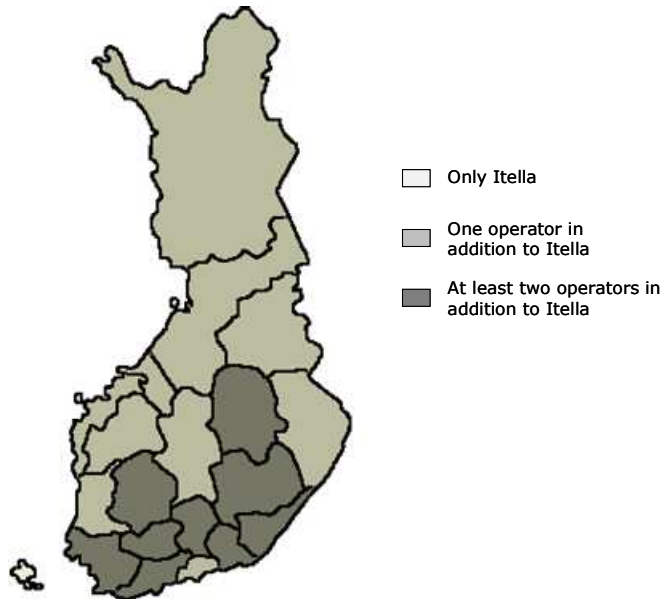 Only Itella
One operator in
addition to Itella
At least two operators in
addition to Itella